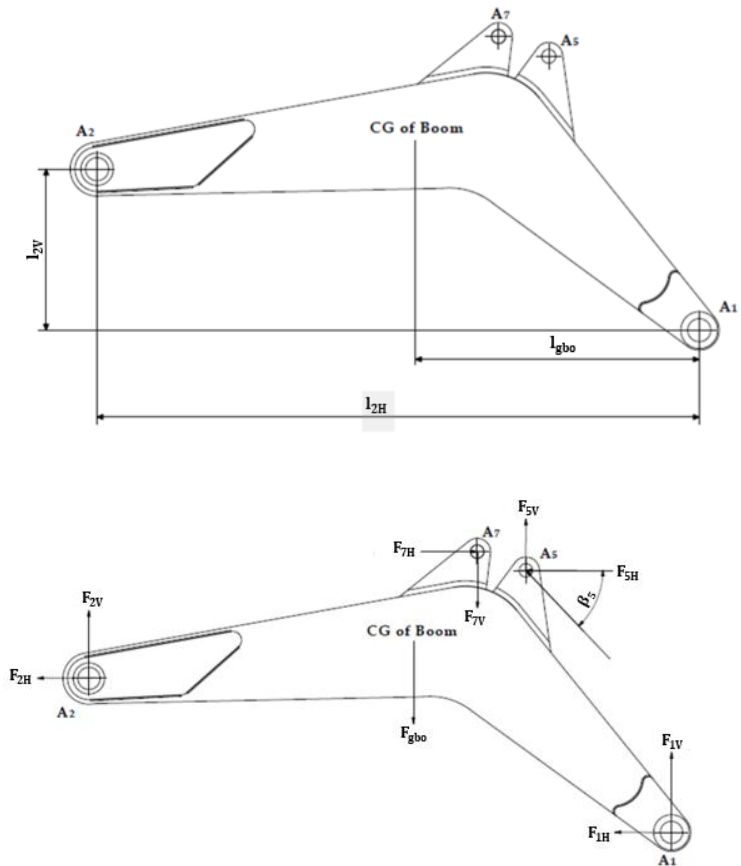 A7
A5
A2
CG of Boom
l2V
A1
lgbo
l2H
F5V
A7
A5
F7H
F5H
β5
F2V
F7V
CG of Boom
F2H
A2
Fgbo
F1V
F1H
A1